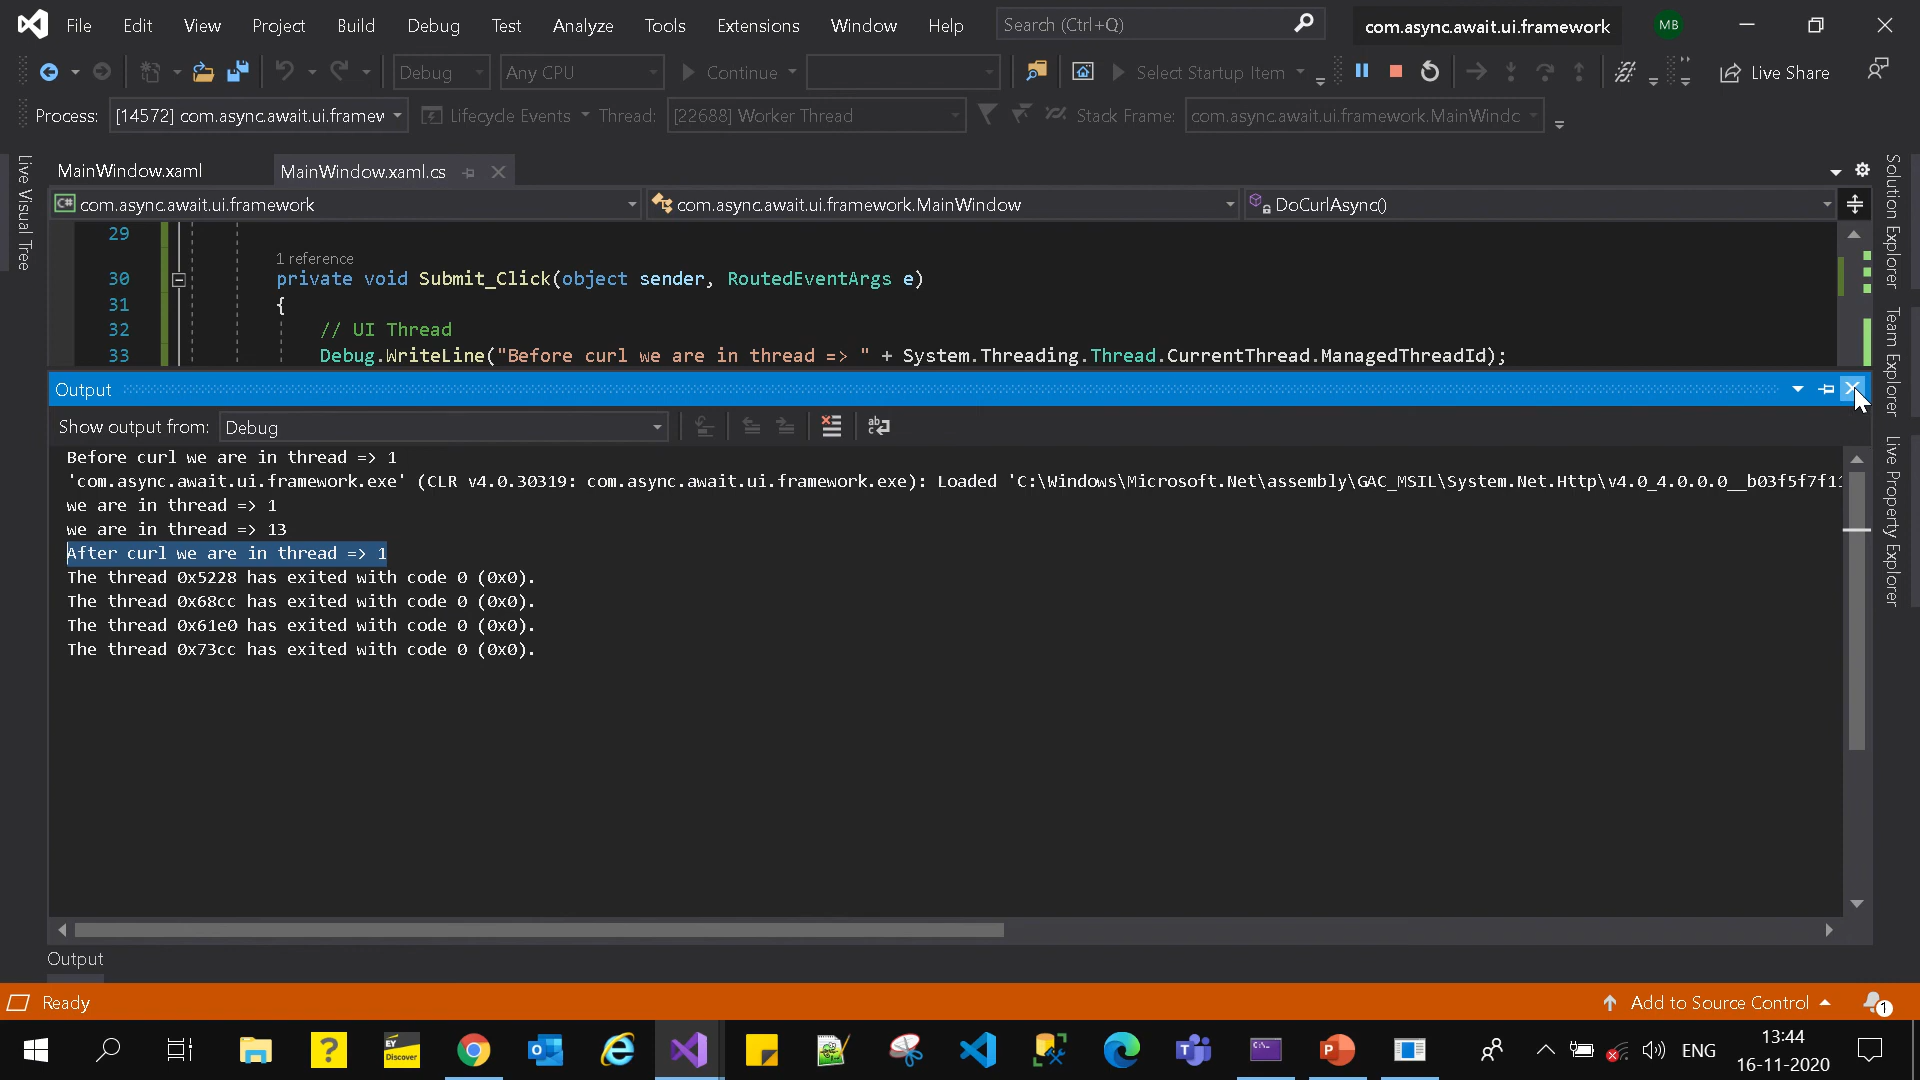 File Edit View Project Build Debug Test Analyze Tools Extensions Window Help Search (Ctrl+Q) com.async.await.ui.framework MB
Debug Any CPU Continue Select Startup Item Live Share
Process: [14572] com.async.await.ui.framew Lifecycle Events Thread: [22688] Worker Thread Stack Frame: com.async.await.ui.framework.MainWindc
Live Visual Tree
MainWindow.xaml MainWindow.xaml.cs
C# com.async.await.ui.framework com.async.await.ui.framework.MainWindow DoCurlAsync()
29
1 reference
30 private void Submit_Click(object sender, RoutedEventArgs e)
31 {
32 // UI Thread
33 Debug.WriteLine("Before curl we are in thread => " + System.Threading.Thread.CurrentThread.ManagedThreadId);
Solution Explorer
Team Explorer
Live Property Explorer
Output
Show output from: Debug
Before curl we are in thread => 1
'com.async.await.ui.framework.exe' (CLR v4.0.30319: com.async.await.ui.framework.exe): Loaded 'C:\Windows\Microsoft.Net\assembly\GAC_MSIL\System.Net.Http\v4.0_4.0.0.0__b03f5f7f11
we are in thread => 1
we are in thread => 13
After curl we are in thread => 1
The thread 0x5228 has exited with code 0 (0x0).
The thread 0x68cc has exited with code 0 (0x0).
The thread 0x61e0 has exited with code 0 (0x0).
The thread 0x73cc has exited with code 0 (0x0).
Output
Ready Add to Source Control 1
? EY Discover ENG 13:44
16-11-2020